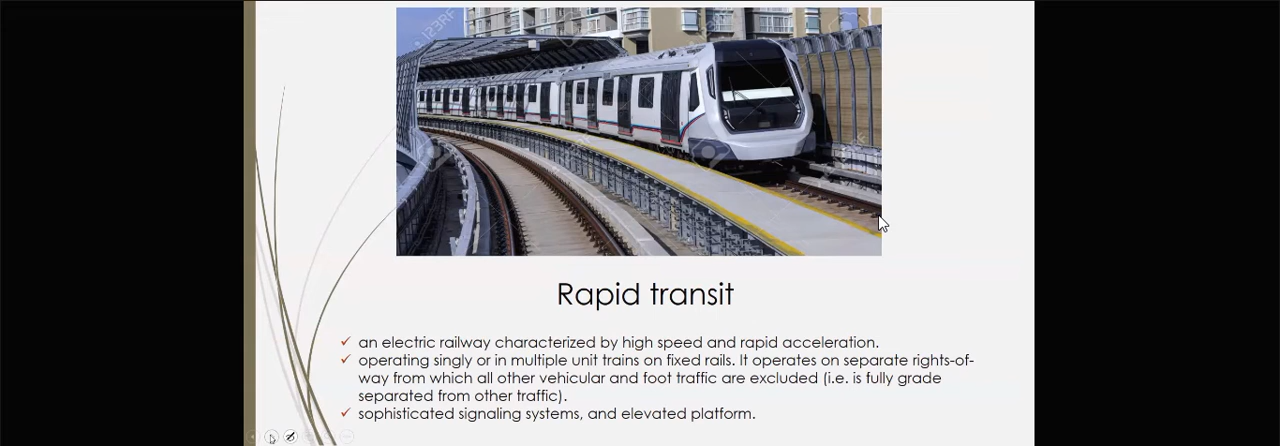 123RF
Rapid transit
✓ an electric railway characterized by high speed and rapid acceleration.
✓ operating singly or in multiple unit trains on fixed rails. It operates on separate rights-of-
way from which all other vehicular and foot traffic are excluded (i.e. is fully grade
separated from other traffic).
✓ sophisticated signaling systems, and elevated platform.